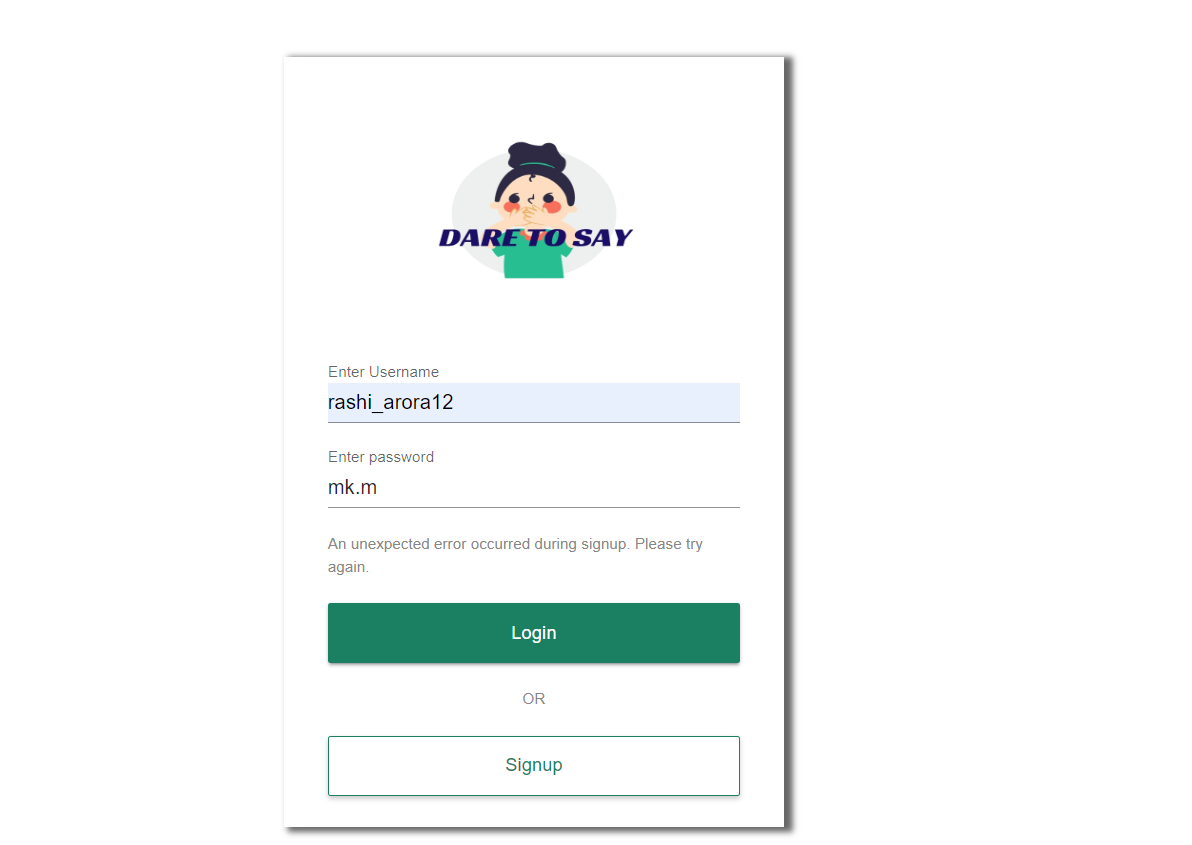 DARE TO SAY
Enter Username
rashi_arora12
Enter password
mk.m
An unexpected error occurred during signup. Please try
again.
Login
OR
Signup